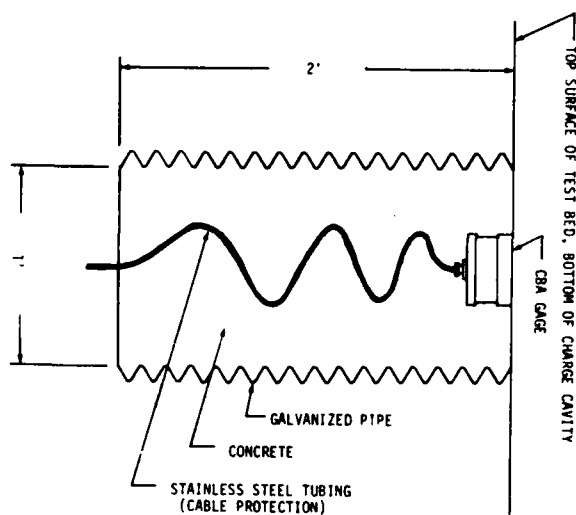 2'
1'
TOP SURFACE OF TEST BED, BOTTOM OF CHARGE CAVITY
CBA GAGE
GALVANIZED PIPE
CONCRETE
STAINLESS STEEL TUBING
(CABLE PROTECTION)